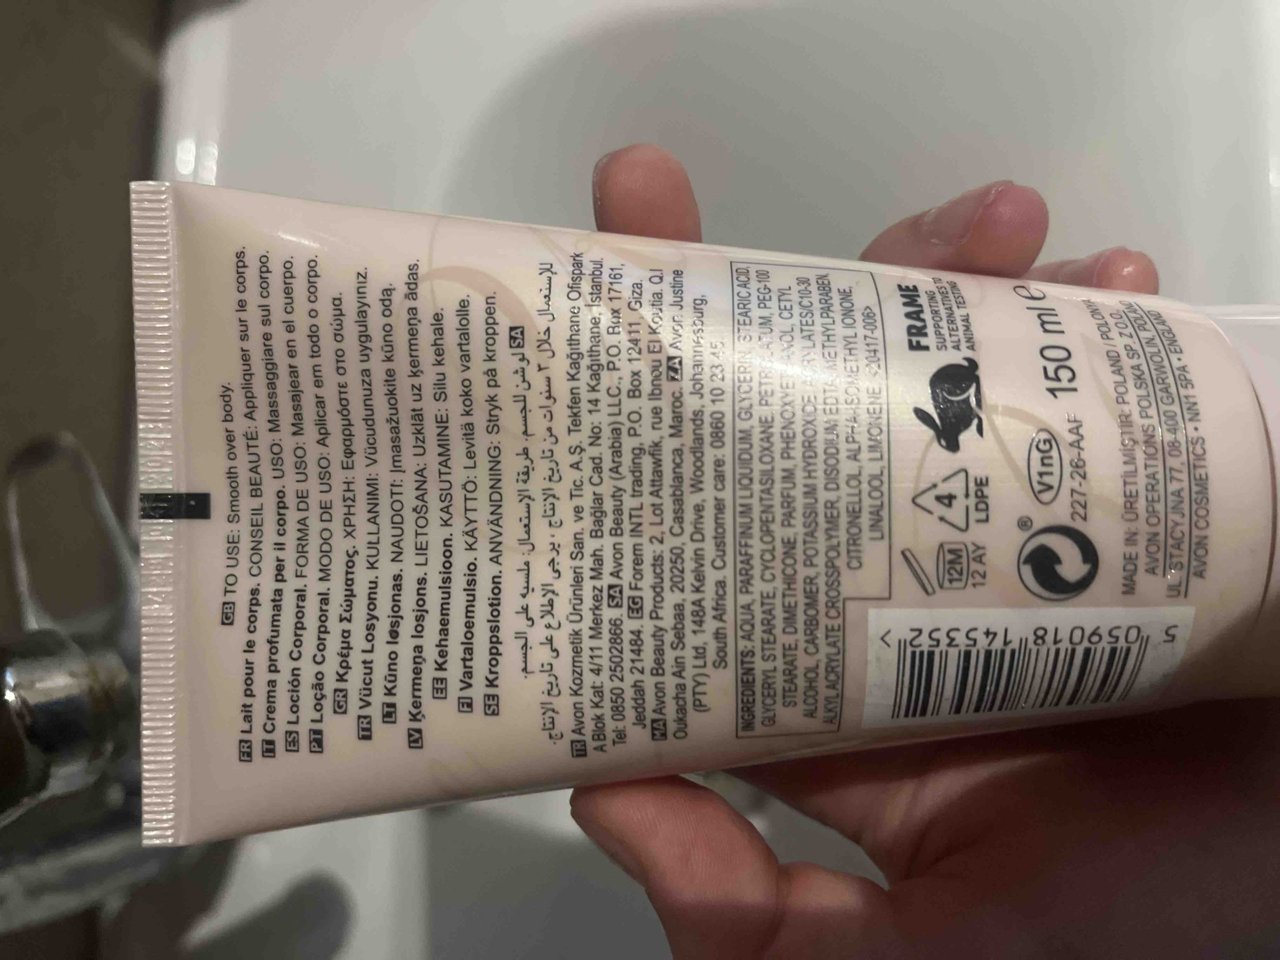 GB TO USE: Smooth over body.
FR Lait pour le corps. CONSEIL BEAUTÉ: Appliquer sur le corps.
IT Crema profumata per il corpo. USO: Massaggiare sul corpo.
ES Loción Corporal. FORMA DE USO: Masajear en el cuerpo.
PT Loção Corporal. MODO DE USO: Aplicar em todo o corpo.
GR Κρέμα Σώματος. ΧΡΗΣΗ: Εφαρμόστε στο σώμα.
TR Vücut Losyonu. KULLANIMI: Vücudunuza uygulayınız.
LT Kūno losjonas. NAUDOTI: Įmasažuokite kūno odą.
LV Ķermeņa losjons. LIETOŠANA: Uzklāt uz ķermeņa ādas.
EE Kehaemulsioon. KASUTAMINE: Silu kehale.
FI Vartaloemulsio. KÄYTTÖ: Levitä koko vartalolle.
SE Kroppslotion. ANVÄNDNING: Stryk på kroppen. SA
لوشن للجسم. طريقة الإستعمال: ملسيه على الجسم.
للإستعمال خلال ٣ سنوات من تاريخ الإنتاج. يرجى الإطلاع على تاريخ الإنتاج.
TR Avon Kozmetik Ürünleri San. ve Tic. A.Ş. Tekfen Kağıthane Ofispark
A Blok Kat: 4/11 Merkez Mah. Bağlar Cad. No: 14 Kağıthane, İstanbul.
Tel: 0850 2502866. SA Avon Beauty (Arabia) LLC., P.O. Box 17161,
Jeddah 21484. EG Forem INTL trading. P.O. Box 12411, Giza.
MA Avon Beauty Products: 2, Lot Attawfik, rue Ibnou El Koutia, Q.I
Oukacha Ain Sebaa, 20250, Casablanca, Maroc. ZA Avon Justine
(PTY) Ltd, 148A Kelvin Drive, Woodlands, Johannesburg,
South Africa. Customer care: 0860 10 23 45.
INGREDIENTS: AQUA, PARAFFINUM LIQUIDUM, GLYCERIN, STEARIC ACID,
GLYCERYL STEARATE, CYCLOPENTASILOXANE, PETROLATUM, PEG-100
STEARATE, DIMETHICONE, PARFUM, PHENOXYETHANOL, CETYL
ALCOHOL, CARBOMER, POTASSIUM HYDROXIDE, ACRYLATES/C10-30
ALKYL ACRYLATE CROSSPOLYMER, DISODIUM EDTA, METHYLPARABEN,
CITRONELLOL, ALPHA-ISOMETHYL IONONE,
LINALOOL, LIMONENE. <20417-006>
FRAME
SUPPORTING
ALTERNATIVES TO
ANIMAL TESTING
12M
12 AY
4
LDPE
®
V1nG
227-26-AAF
150 ml e
MADE IN: ÜRETİLMİŞTİR: POLAND / POLONYA
AVON OPERATIONS POLSKA SP. Z O.O.
UL. STACYJNA 77, 08-400 GARWOLIN, POLAND
AVON COSMETICS • NN1 5PA • ENGLAND
5 059018 145352 >